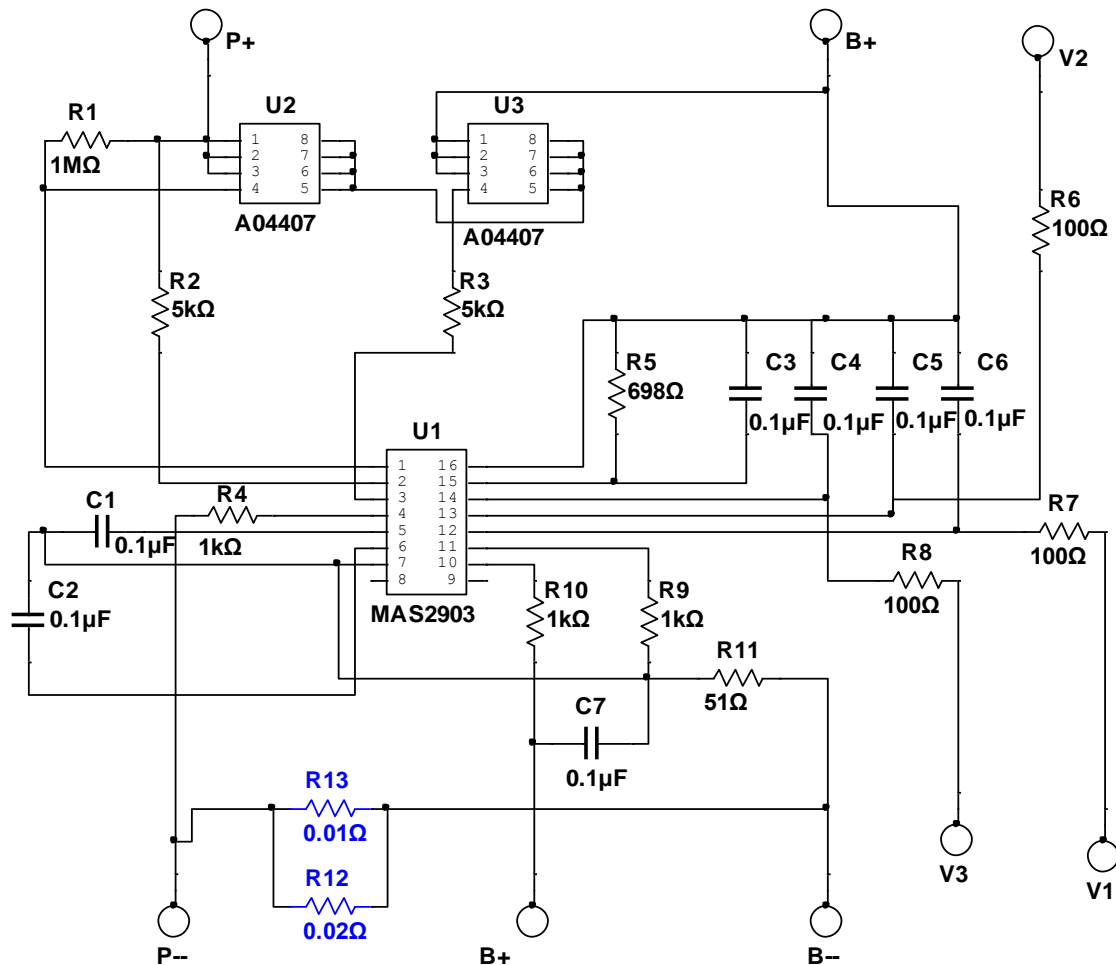 P+
B+
V2
R1
1MΩ
U2
1 8
2 7
3 6
4 5
A04407
U3
1 8
2 7
3 6
4 5
A04407
R6
100Ω
R2
5kΩ
R3
5kΩ
R5
698Ω
C3
0.1µF
C4
0.1µF
C5
0.1µF
C6
0.1µF
U1
1 16
2 15
3 14
4 13
5 12
6 11
7 10
8 9
MAS2903
R4
1kΩ
C1
0.1µF
C2
0.1µF
R7
100Ω
R8
100Ω
R10
1kΩ
R9
1kΩ
R11
51Ω
C7
0.1µF
R13
0.01Ω
R12
0.02Ω
V3
V1
P--
B+
B--